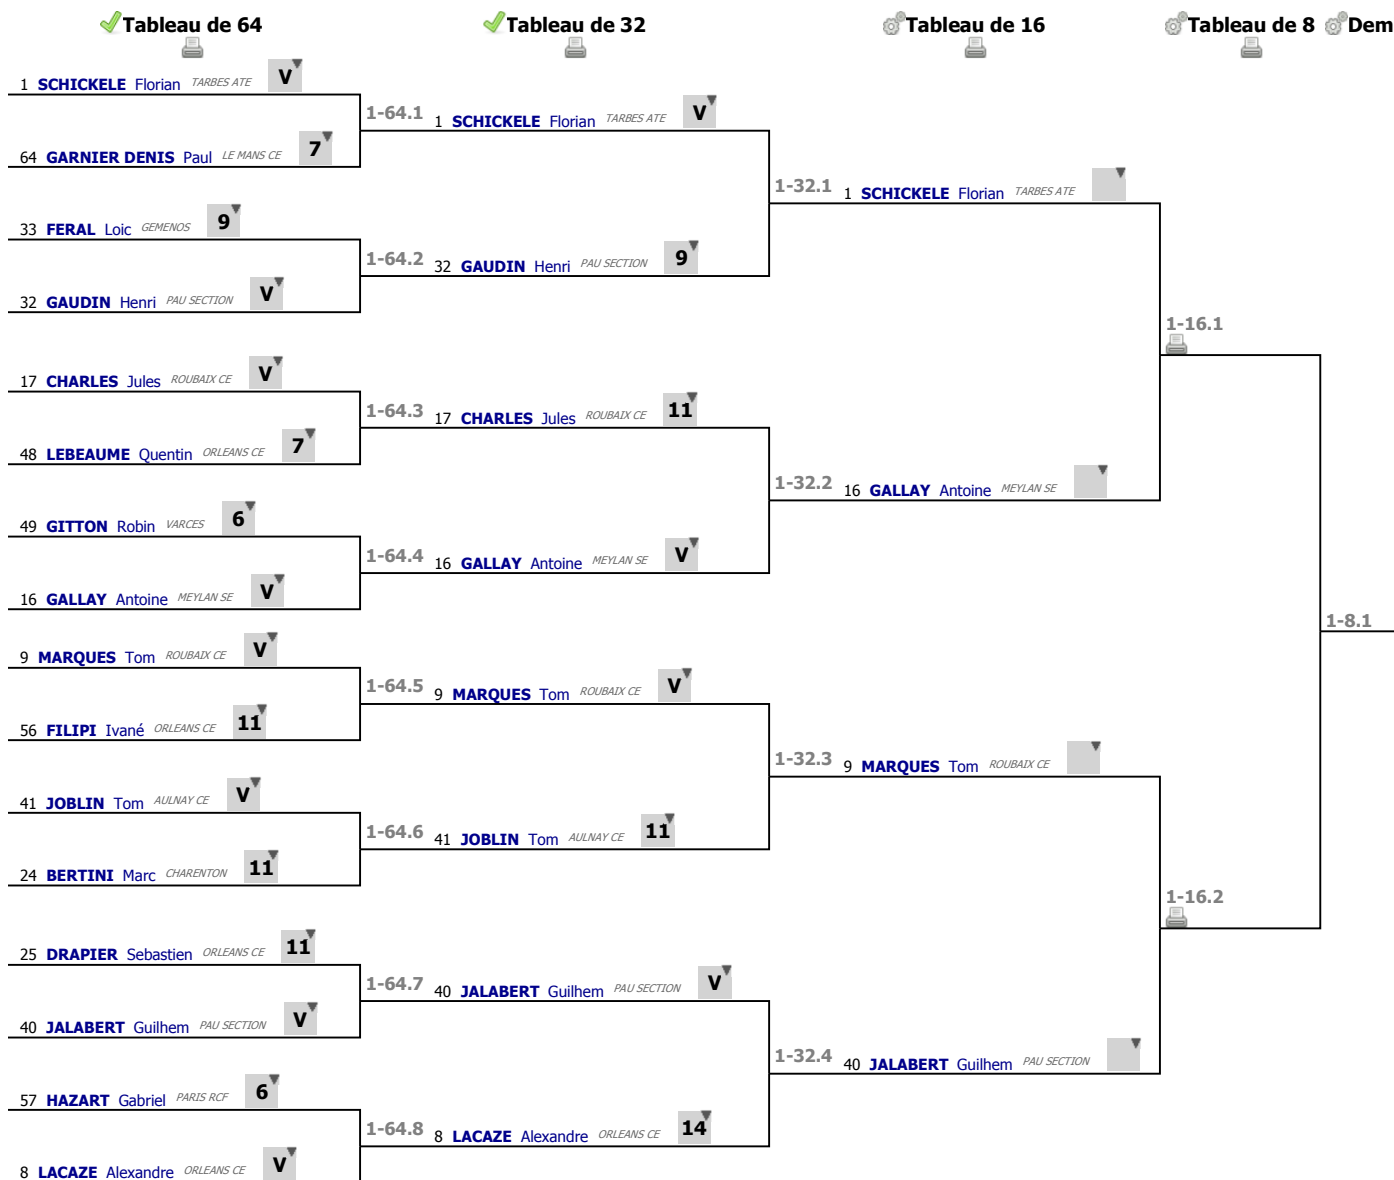 Tableau de 64
Tableau de 32
Tableau de 16
Tableau de 8
Dem
1 SCHICKELE Florian TARBES ATE V
64 GARNIER DENIS Paul LE MANS CE 7
33 FERAL Loic GEMENOS 9
32 GAUDIN Henri PAU SECTION V
17 CHARLES Jules ROUBAIX CE V
48 LEBEAUME Quentin ORLEANS CE 7
49 GITTON Robin VARCES 6
16 GALLAY Antoine MEYLAN SE V
9 MARQUES Tom ROUBAIX CE V
56 FILIPI Ivané ORLEANS CE 11
41 JOBLIN Tom AULNAY CE V
24 BERTINI Marc CHARENTON 11
25 DRAPIER Sebastien ORLEANS CE 11
40 JALABERT Guilhem PAU SECTION V
57 HAZART Gabriel PARIS RCF 6
8 LACAZE Alexandre ORLEANS CE V
1-64.1 1 SCHICKELE Florian TARBES ATE V
1-64.2 32 GAUDIN Henri PAU SECTION 9
1-64.3 17 CHARLES Jules ROUBAIX CE 11
1-64.4 16 GALLAY Antoine MEYLAN SE V
1-64.5 9 MARQUES Tom ROUBAIX CE V
1-64.6 41 JOBLIN Tom AULNAY CE 11
1-64.7 40 JALABERT Guilhem PAU SECTION V
1-64.8 8 LACAZE Alexandre ORLEANS CE 14
1-32.1 1 SCHICKELE Florian TARBES ATE
1-32.2 16 GALLAY Antoine MEYLAN SE
1-32.3 9 MARQUES Tom ROUBAIX CE
1-32.4 40 JALABERT Guilhem PAU SECTION
1-16.1
1-16.2
1-8.1